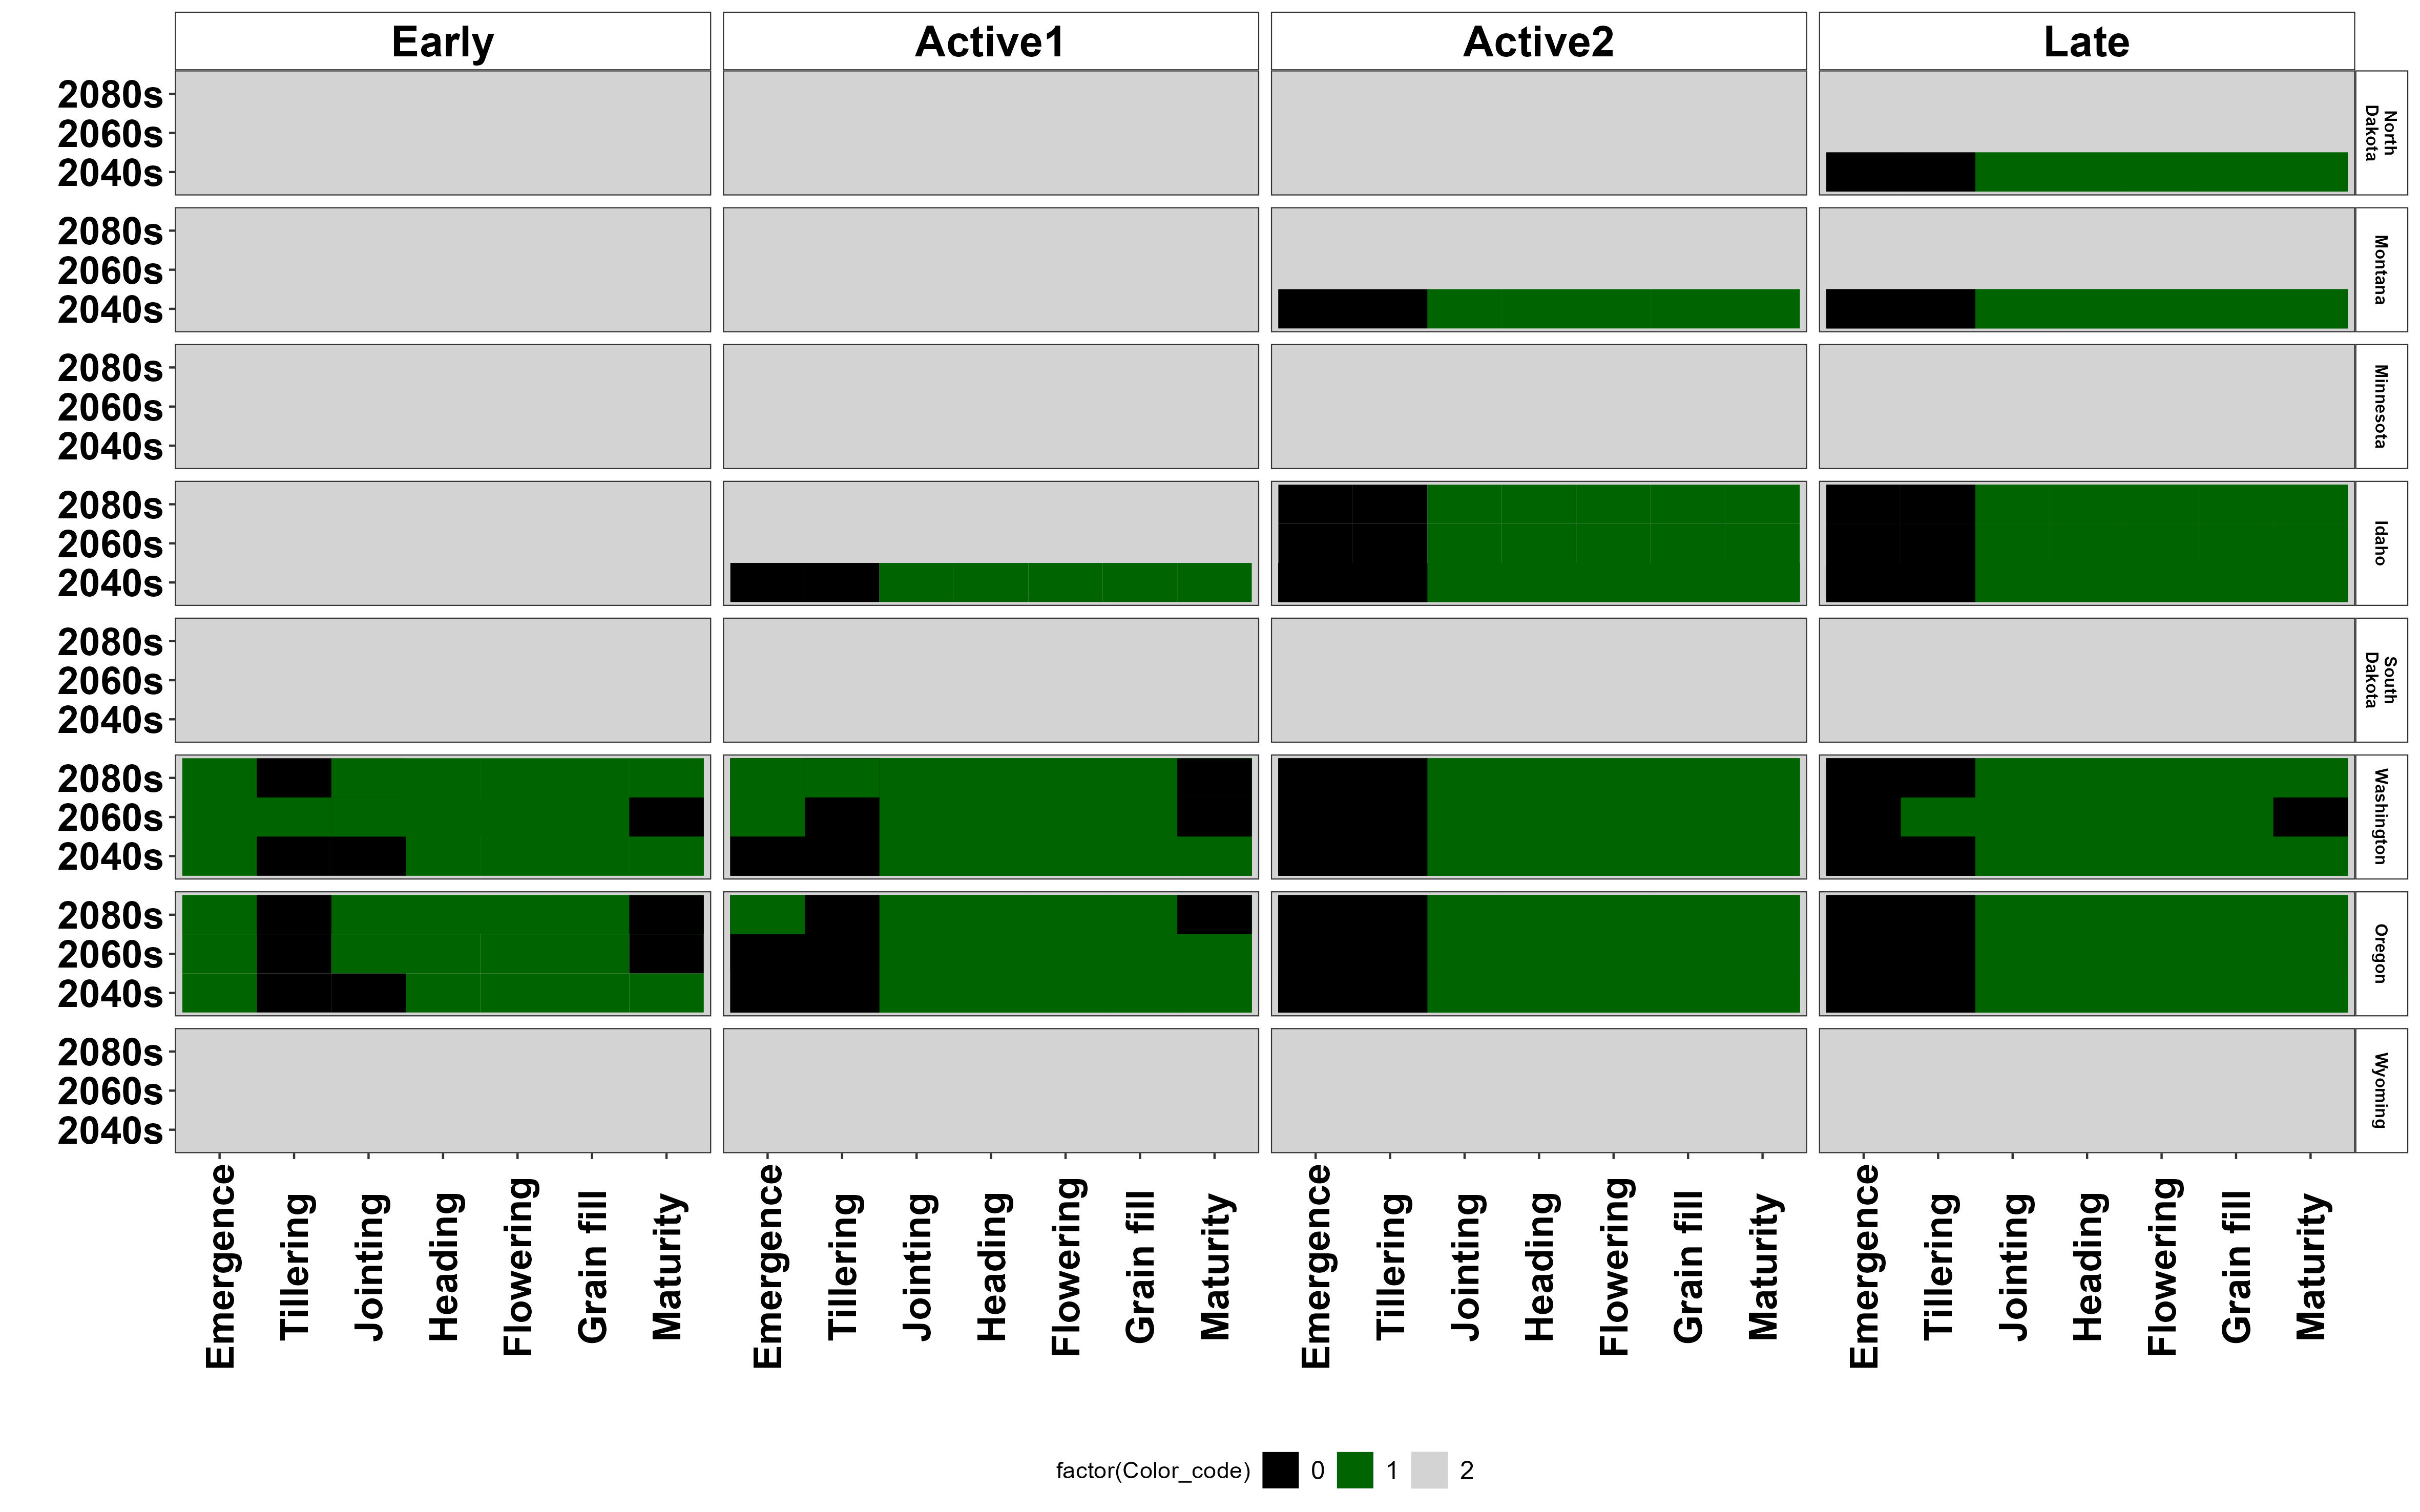 Early
Active1
Active2
Late
2080s
2060s
2040s
North
Dakota
2080s
2060s
2040s
Montana
2080s
2060s
2040s
Minnesota
2080s
2060s
2040s
Idaho
2080s
2060s
2040s
South
Dakota
2080s
2060s
2040s
Washington
2080s
2060s
2040s
Oregon
2080s
2060s
2040s
Wyoming
Emergence
Tillering
Jointing
Heading
Flowering
Grain fill
Maturity
Emergence
Tillering
Jointing
Heading
Flowering
Grain fill
Maturity
Emergence
Tillering
Jointing
Heading
Flowering
Grain fill
Maturity
Emergence
Tillering
Jointing
Heading
Flowering
Grain fill
Maturity
factor(Color_code) 0 1 2